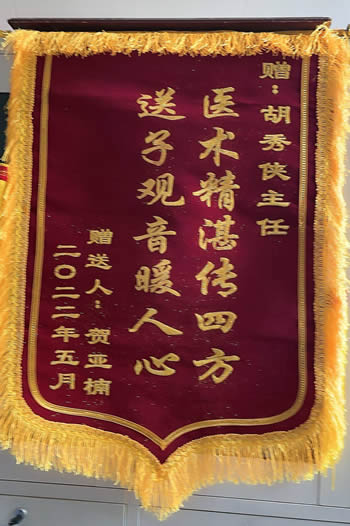 赠：胡秀侠主任
医术精湛传四方
送子观音暖人心
赠送人：贺亚楠
二〇二二年五月